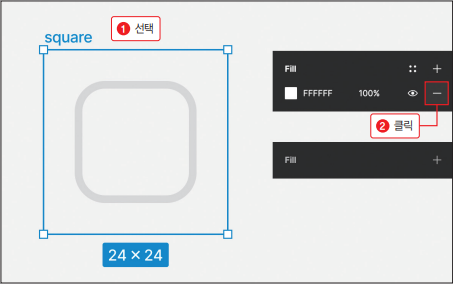 square
1 선택
24 × 24
Fill
FFFFFF 100%
2 클릭
Fill